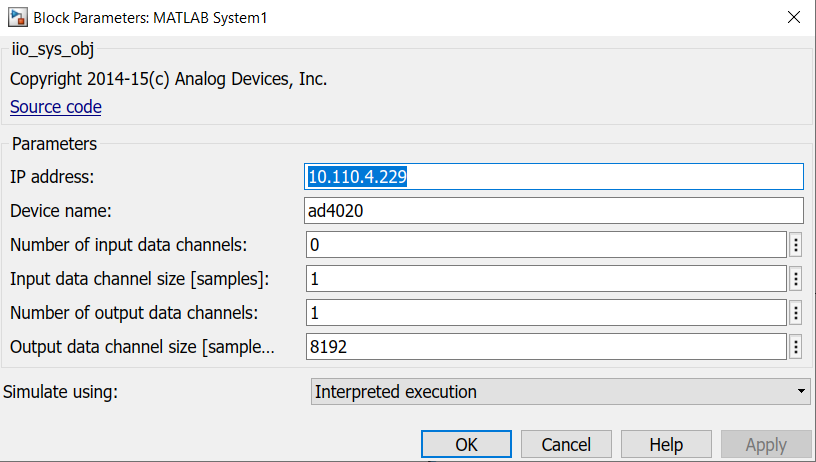 Block Parameters: MATLAB System1
iio_sys_obj
Copyright 2014-15(c) Analog Devices, Inc.
Source code
Parameters
IP address: 10.110.4.229
Device name: ad4020
Number of input data channels: 0
Input data channel size [samples]: 1
Number of output data channels: 1
Output data channel size [sample... 8192
Simulate using: Interpreted execution
OK Cancel Help Apply